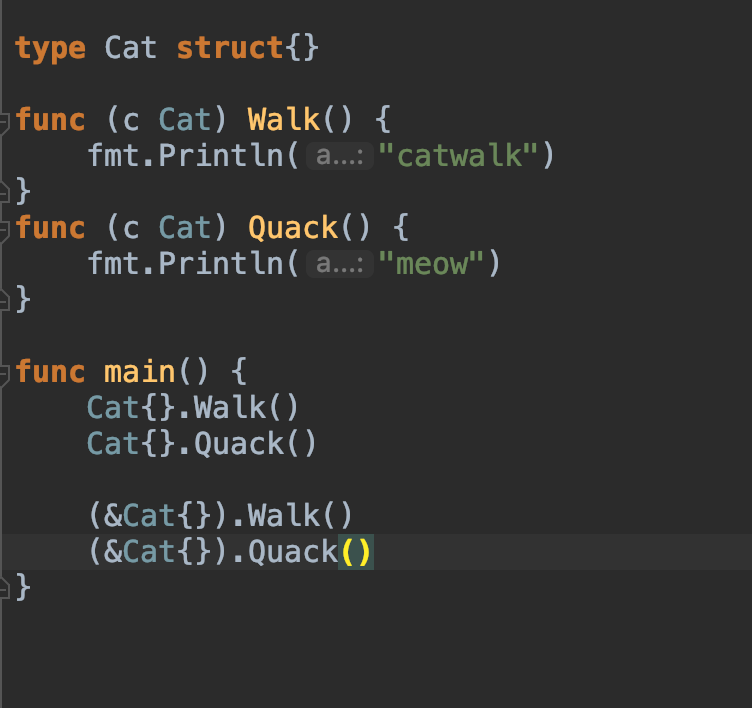 type Cat struct{}
func (c Cat) Walk() {
fmt.Println( a...: "catwalk")
}
func (c Cat) Quack() {
fmt.Println( a...: "meow")
}
func main() {
Cat{}.Walk()
Cat{}.Quack()
(&Cat{}).Walk()
(&Cat{}).Quack()
}